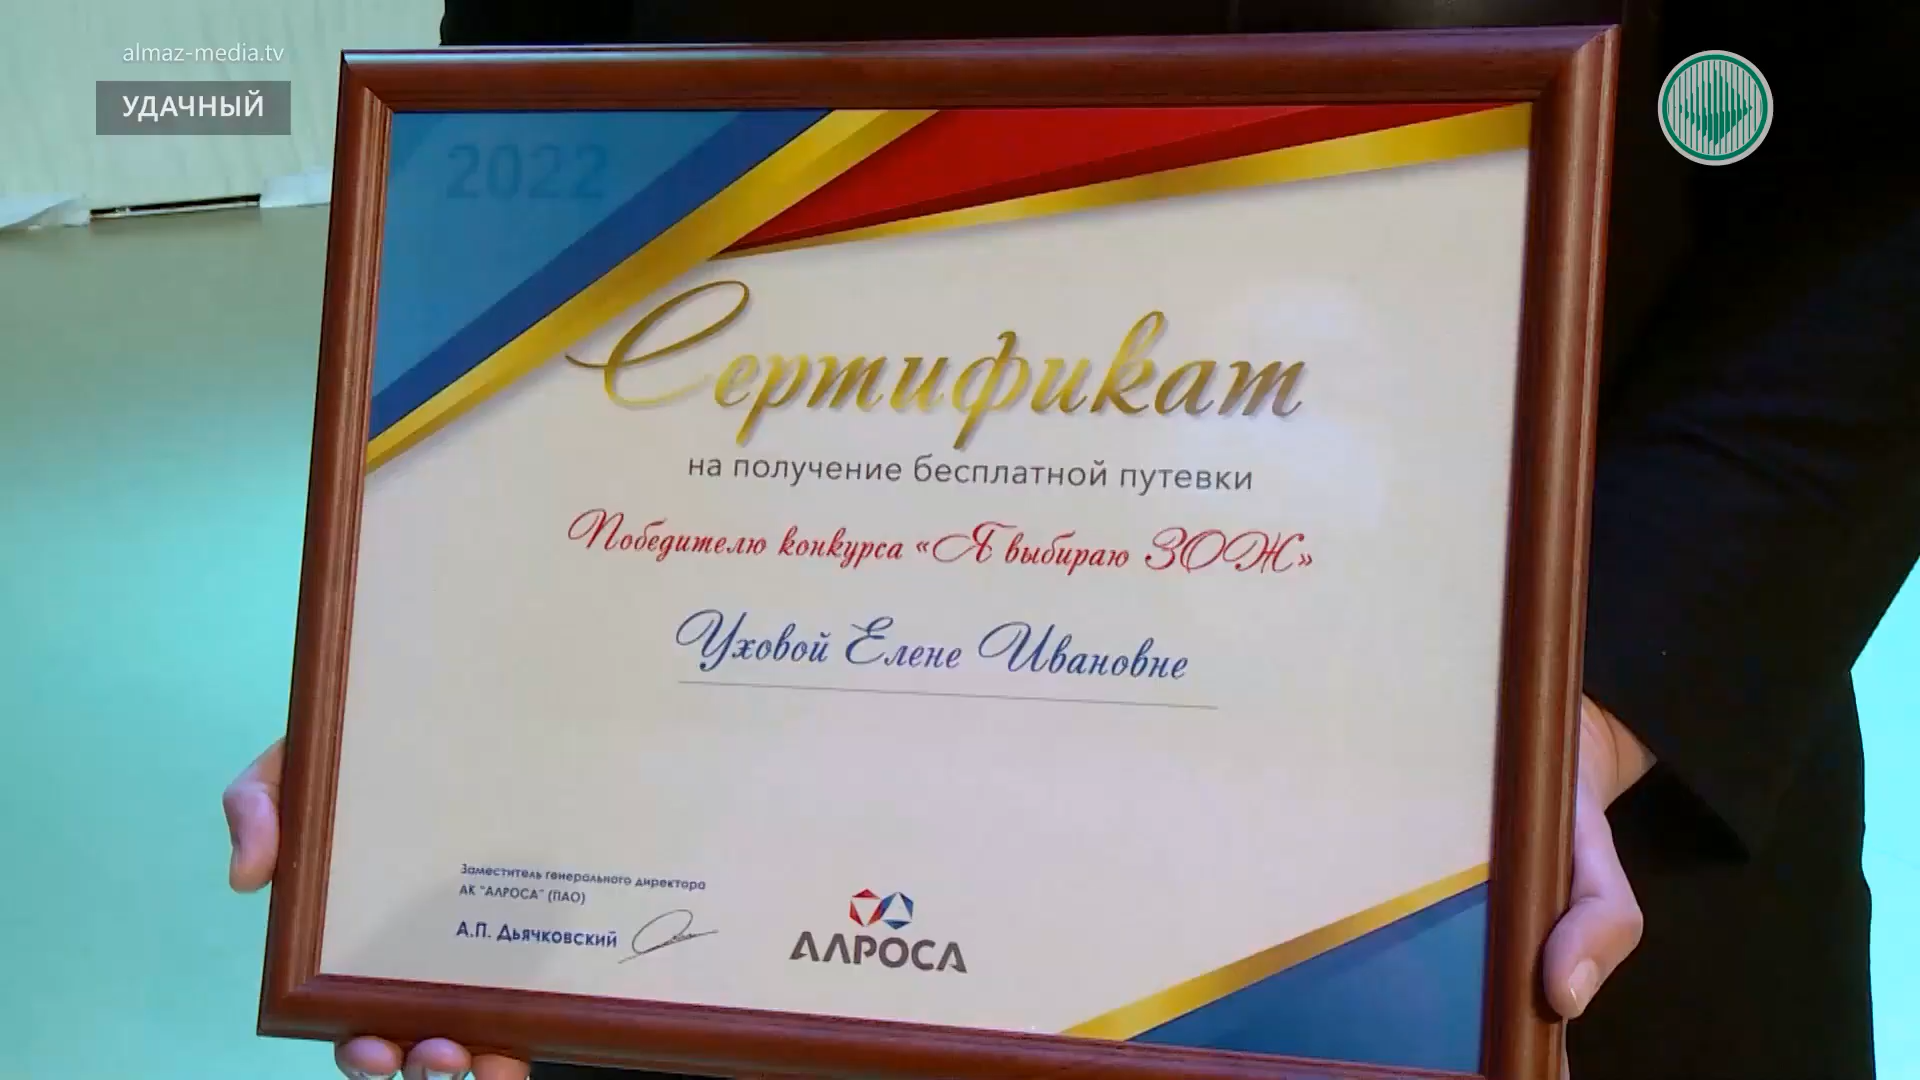 almaz-media.tv
УДАЧНЫЙ
2022
Сертификат
на получение бесплатной путевки
Победителю конкурса «Я выбираю ЗОЖ»
Уховой Елене Ивановне
Заместитель генерального директора
АК "АЛРОСА" (ПАО)
А.П. Дьячковский
АЛРОСА